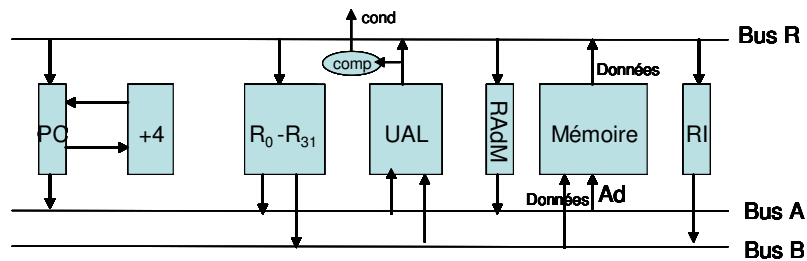 cond
Bus R
comp
Données
PC
+4
R0 -R31
UAL
RAdM
Mémoire
RI
Données
Ad
Bus A
Bus B